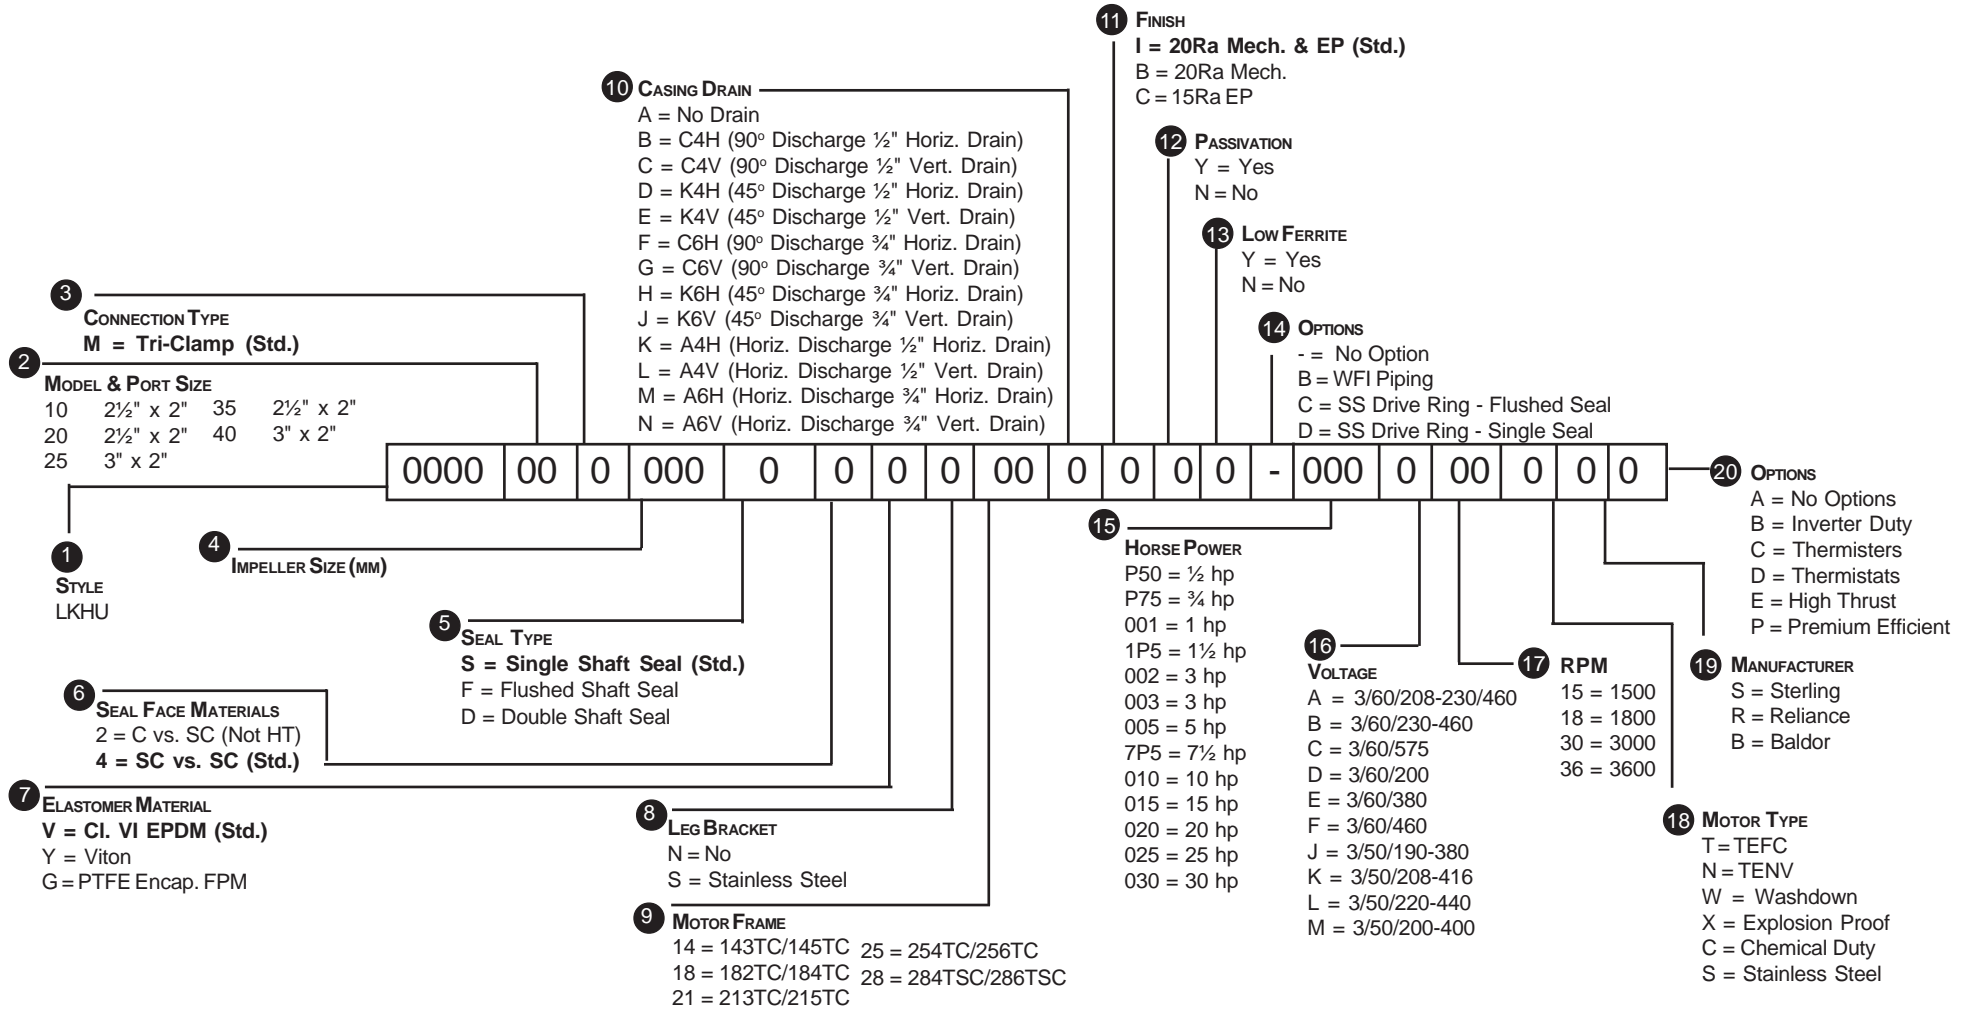 11 FINISH
I = 20Ra Mech. & EP (Std.)
B = 20Ra Mech.
C = 15Ra EP
10 CASING DRAIN
A = No Drain
B = C4H (90° Discharge ½" Horiz. Drain)
C = C4V (90° Discharge ½" Vert. Drain)
D = K4H (45° Discharge ½" Horiz. Drain)
E = K4V (45° Discharge ½" Vert. Drain)
F = C6H (90° Discharge ¾" Horiz. Drain)
G = C6V (90° Discharge ¾" Vert. Drain)
H = K6H (45° Discharge ¾" Horiz. Drain)
J = K6V (45° Discharge ¾" Vert. Drain)
K = A4H (Horiz. Discharge ½" Horiz. Drain)
L = A4V (Horiz. Discharge ½" Vert. Drain)
M = A6H (Horiz. Discharge ¾" Horiz. Drain)
N = A6V (Horiz. Discharge ¾" Vert. Drain)
12 PASSIVATION
Y = Yes
N = No
13 LOW FERRITE
Y = Yes
N = No
14 OPTIONS
- = No Option
B = WFI Piping
C = SS Drive Ring - Flushed Seal
D = SS Drive Ring - Single Seal
3
CONNECTION TYPE
M = Tri-Clamp (Std.)
2
MODEL & PORT SIZE
10 2½" x 2" 35 2½" x 2"
20 2½" x 2" 40 3" x 2"
25 3" x 2"
0000 00 0 000 0 0 0 0 00 0 0 0 0 - 000 0 00 0 0 0
1
STYLE
LKHU
4
IMPELLER SIZE (MM)
5
SEAL TYPE
S = Single Shaft Seal (Std.)
F = Flushed Shaft Seal
D = Double Shaft Seal
6
SEAL FACE MATERIALS
2 = C vs. SC (Not HT)
4 = SC vs. SC (Std.)
7
ELASTOMER MATERIAL
V = Cl. VI EPDM (Std.)
Y = Viton
G = PTFE Encap. FPM
8
LEG BRACKET
N = No
S = Stainless Steel
9
MOTOR FRAME
14 = 143TC/145TC 25 = 254TC/256TC
18 = 182TC/184TC 28 = 284TSC/286TSC
21 = 213TC/215TC
15
HORSE POWER
P50 = ½ hp
P75 = ¾ hp
001 = 1 hp
1P5 = 1½ hp
002 = 3 hp
003 = 3 hp
005 = 5 hp
7P5 = 7½ hp
010 = 10 hp
015 = 15 hp
020 = 20 hp
025 = 25 hp
030 = 30 hp
16
VOLTAGE
A = 3/60/208-230/460
B = 3/60/230-460
C = 3/60/575
D = 3/60/200
E = 3/60/380
F = 3/60/460
J = 3/50/190-380
K = 3/50/208-416
L = 3/50/220-440
M = 3/50/200-400
17 RPM
15 = 1500
18 = 1800
30 = 3000
36 = 3600
18 MOTOR TYPE
T = TEFC
N = TENV
W = Washdown
X = Explosion Proof
C = Chemical Duty
S = Stainless Steel
19 MANUFACTURER
S = Sterling
R = Reliance
B = Baldor
20 OPTIONS
A = No Options
B = Inverter Duty
C = Thermisters
D = Thermistats
E = High Thrust
P = Premium Efficient